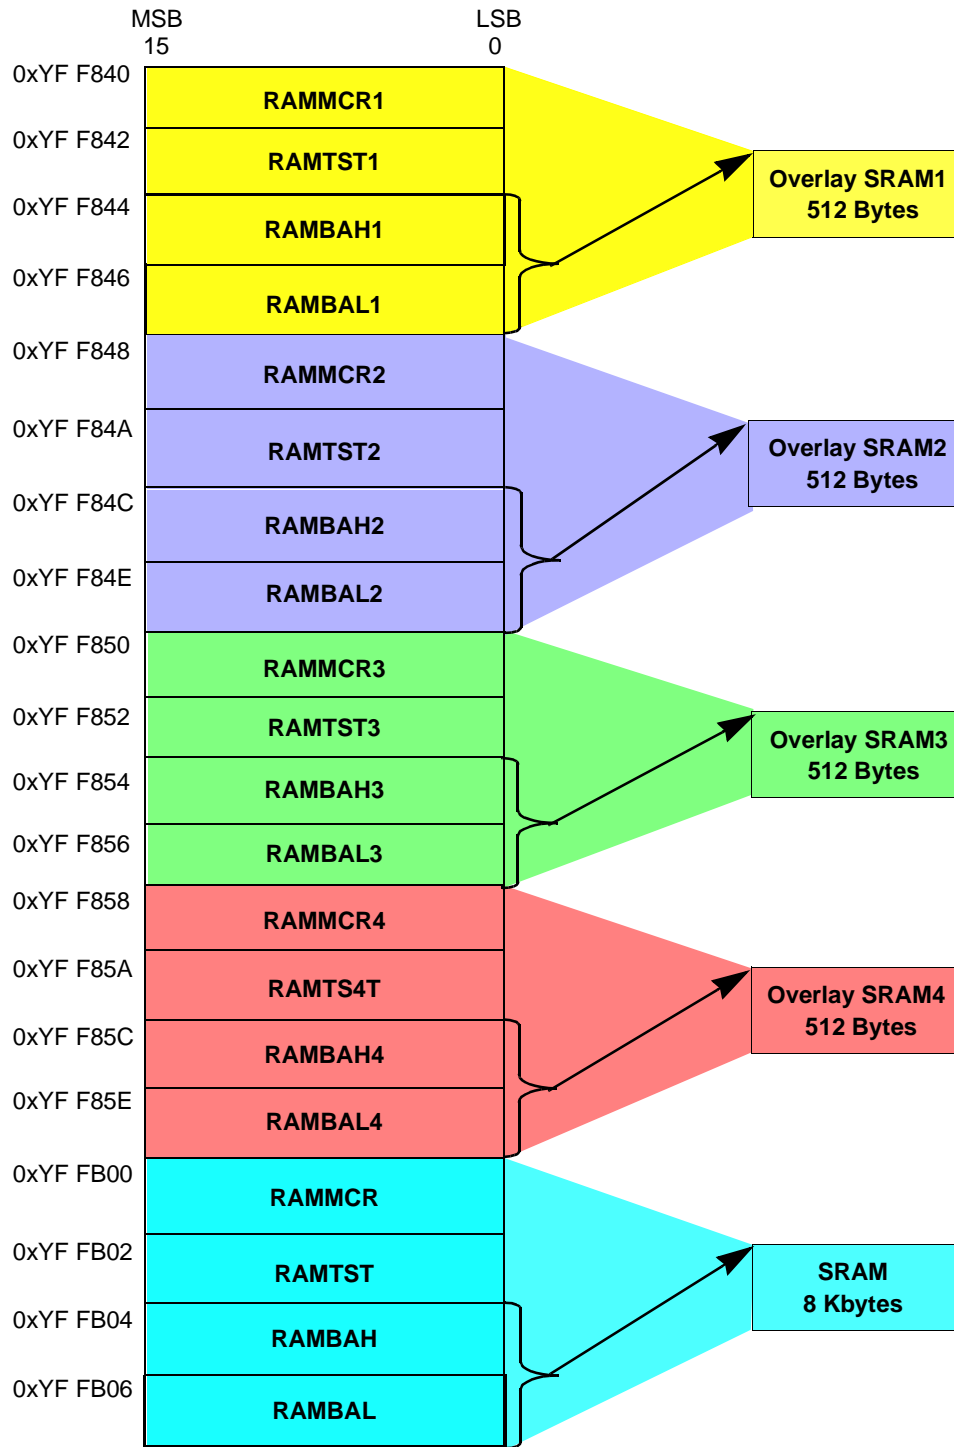 MSB LSB
15 0
0xYF F840
RAMMCR1
0xYF F842
RAMTST1
Overlay SRAM1
512 Bytes
0xYF F844
RAMBAH1
0xYF F846
RAMBAL1
0xYF F848
RAMMCR2
0xYF F84A
RAMTST2
Overlay SRAM2
512 Bytes
0xYF F84C
RAMBAH2
0xYF F84E
RAMBAL2
0xYF F850
RAMMCR3
0xYF F852
RAMTST3
Overlay SRAM3
512 Bytes
0xYF F854
RAMBAH3
0xYF F856
RAMBAL3
0xYF F858
RAMMCR4
0xYF F85A
RAMTS4T
Overlay SRAM4
512 Bytes
0xYF F85C
RAMBAH4
0xYF F85E
RAMBAL4
0xYF FB00
RAMMCR
0xYF FB02
RAMTST
SRAM
8 Kbytes
0xYF FB04
RAMBAH
0xYF FB06
RAMBAL